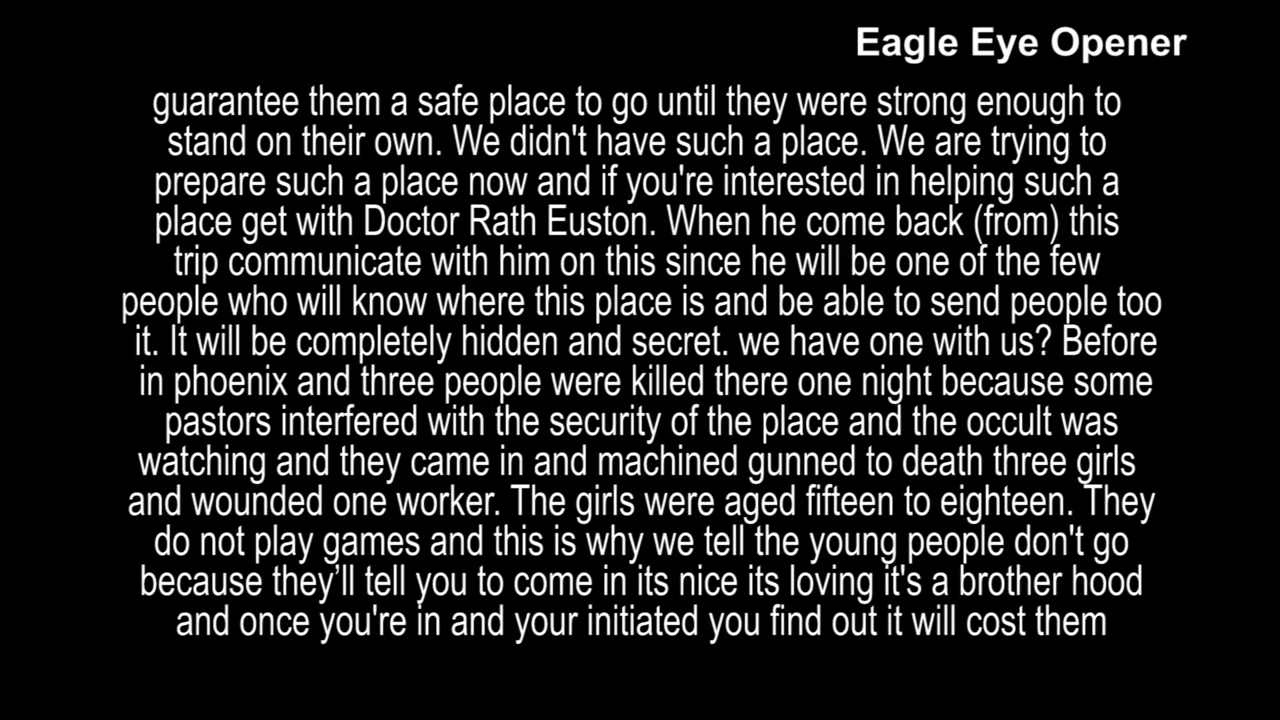 Eagle Eye Opener
guarantee them a safe place to go until they were strong enough to
stand on their own. We didn't have such a place. We are trying to
prepare such a place now and if you're interested in helping such a
place get with Doctor Rath Euston. When he come back (from) this
trip communicate with him on this since he will be one of the few
people who will know where this place is and be able to send people too
it. It will be completely hidden and secret. we have one with us? Before
in phoenix and three people were killed there one night because some
pastors interfered with the security of the place and the occult was
watching and they came in and machined gunned to death three girls
and wounded one worker. The girls were aged fifteen to eighteen. They
do not play games and this is why we tell the young people don't go
because they’ll tell you to come in its nice its loving it's a brother hood
and once you're in and your initiated you find out it will cost them